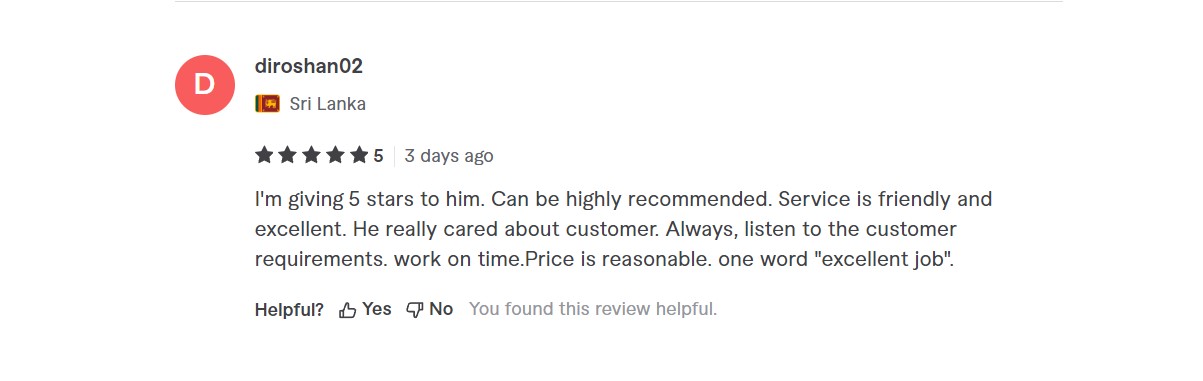 D
diroshan02
Sri Lanka
5 3 days ago
I'm giving 5 stars to him. Can be highly recommended. Service is friendly and
excellent. He really cared about customer. Always, listen to the customer
requirements. work on time.Price is reasonable. one word "excellent job".
Helpful? Yes No You found this review helpful.